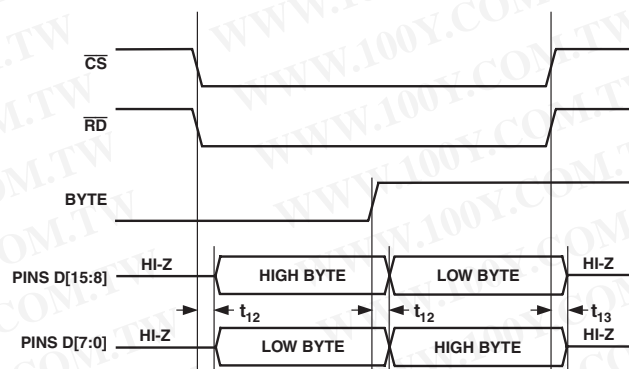 CS
RD
BYTE
PINS D[15:8] HI-Z HIGH BYTE LOW BYTE HI-Z
t12 t12 t13
PINS D[7:0] HI-Z LOW BYTE HIGH BYTE HI-Z
WWW.100Y.COM.TW